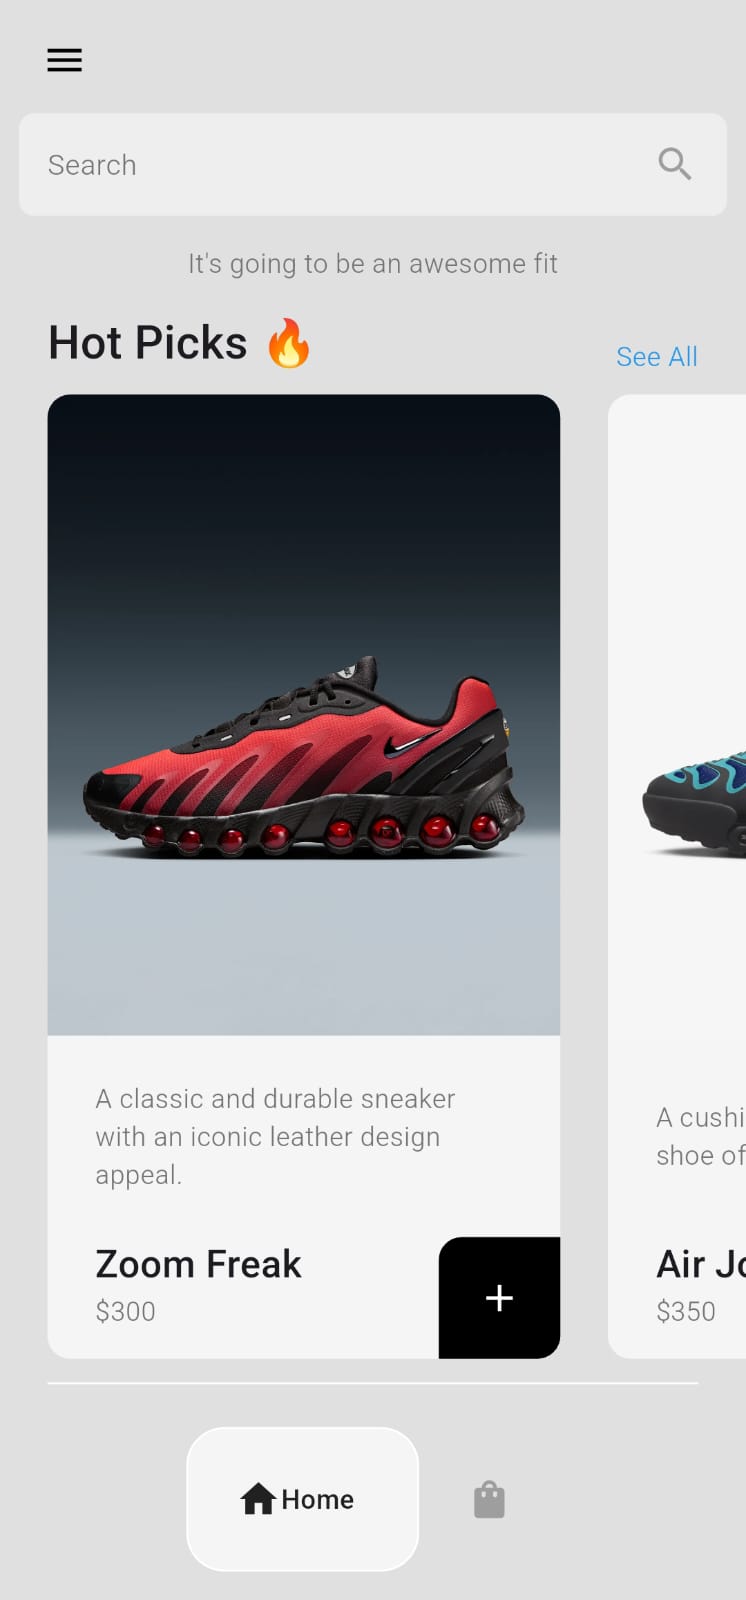 Search
It's going to be an awesome fit
Hot Picks 🔥
See All
A classic and durable sneaker
with an iconic leather design
appeal.
Zoom Freak
$300
A cushi
shoe of
Air Jo
$350
Home